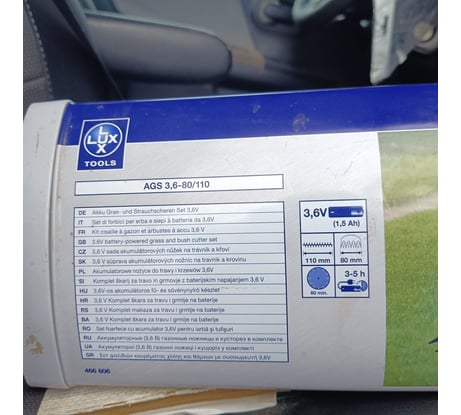 LUX
TOOLS
AGS 3,6-80/110
DE Akku Gras- und Strauchscheren Set 3,6V
IT Set di forbici per erba e siepi à batteria da 3,6V
FR Kit cisaille à gazon et arbustes à accu 3,6 V
GB 3.6V battery-powered grass and bush cutter set
CZ 3,6 V sada akumulátorových nůžek na trávník a křoví
SK 3,6 V súprava akumulátorových nožníc na trávnik a krovinu
PL Akumulatorowe nożyce do trawy i krzewów 3,6V
SI Komplet škarij za travo in grmovje z baterijskim napajanjem 3,6 V
HU 3,6V-os akumulátoros fű- és sövénynyíró készlet
HR 3,6 V Komplet škara za travu i grmlje na baterije
RS 3,6 V Komplet makaza za travu i grmlje na baterije
BA 3,6 V Komplet škara za travu i grmlje na baterije
RO Set foarfece cu acumulator 3,6V pentru iarbă şi tufişuri
RU Аккумуляторные (3,6 В) газонные ножницы и кусторез в комплекте
UA Акумуляторні (3,6 В) газонні ножиці і кущоріз у комплекті
GR Σετ ψαλιδιών κουρέματος χλόης και θάμνων με συσσωρευτή 3,6V
466 606
3,6V
(1,5 Ah)
110 mm 80 mm
60 min. 3-5 h